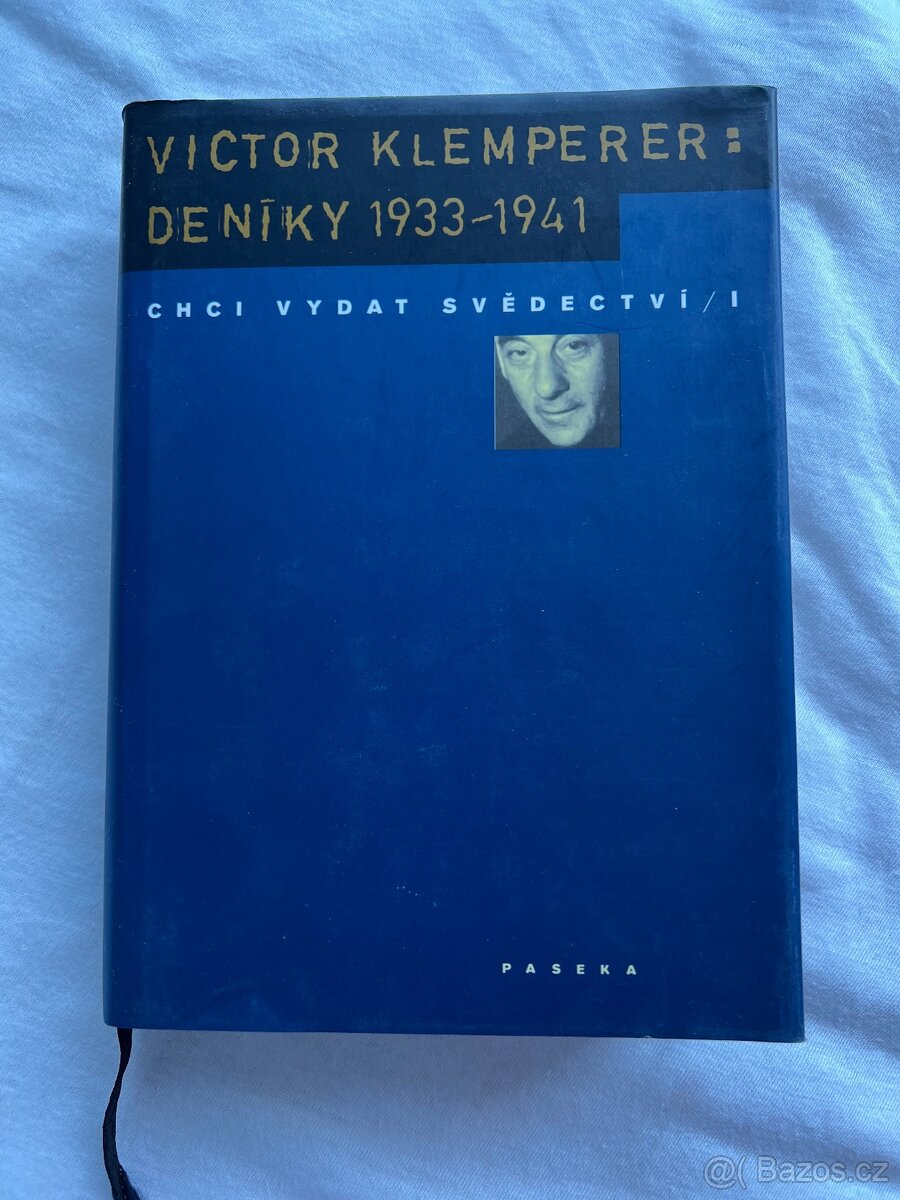 VICTOR KLEMPERER:
DENÍKY 1933–1941
CHCI VYDAT SVĚDECTVÍ/I
PASEKA
@ Bazos.cz